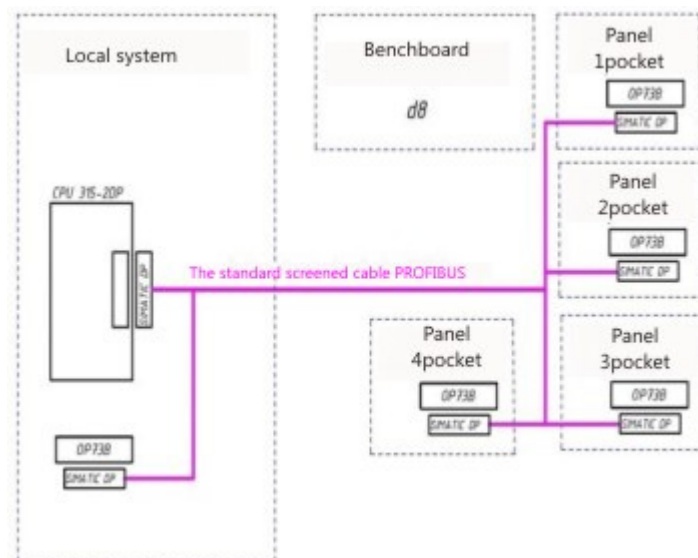 Local system
CPU 315-2DP
SIMATIC DP
OP73B
SIMATIC DP
The standard screened cable PROFIBUS
Benchboard
d8
Panel
1pocket
OP73B
SIMATIC DP
Panel
2pocket
OP73B
SIMATIC DP
Panel
4pocket
OP73B
SIMATIC DP
Panel
3pocket
OP73B
SIMATIC DP